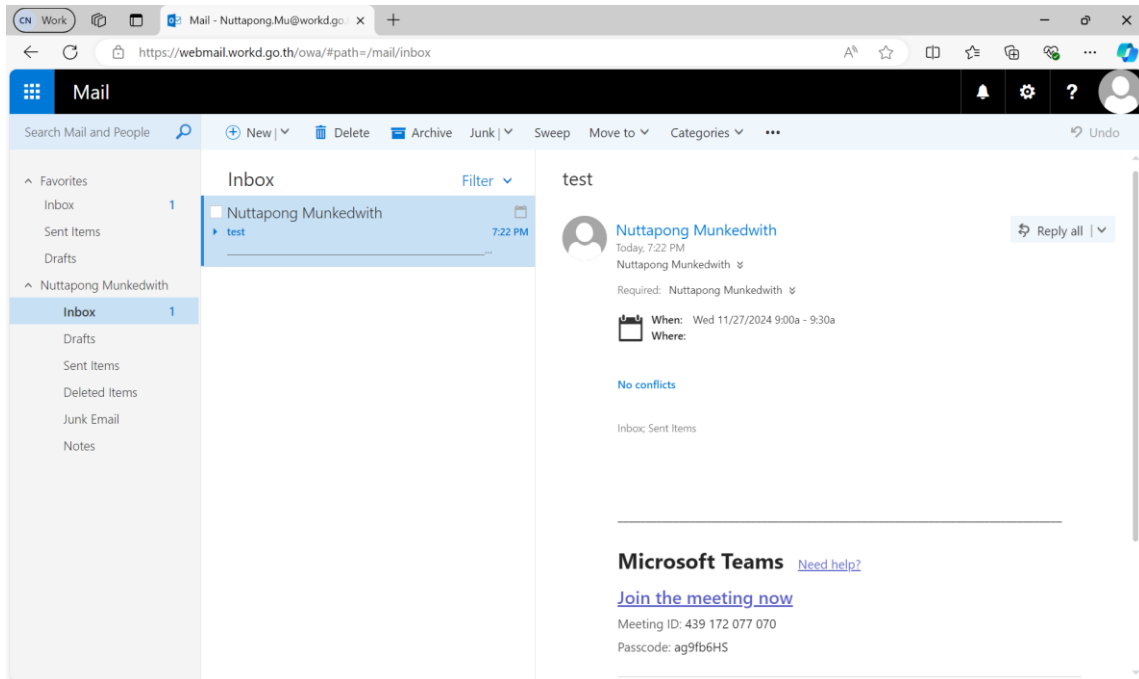 CN Work
Mail - Nuttapong.Mu@workd.go.
https://webmail.workd.go.th/owa/#path=/mail/inbox
Mail
Search Mail and People
New
Delete
Archive
Junk
Sweep
Move to
Categories
Undo
Favorites
Inbox 1
Sent Items
Drafts
Nuttapong Munkedwith
Inbox 1
Drafts
Sent Items
Deleted Items
Junk Email
Notes
Inbox
Filter
Nuttapong Munkedwith
test 7:22 PM
test
Nuttapong Munkedwith
Reply all
Today, 7:22 PM
Nuttapong Munkedwith
Required: Nuttapong Munkedwith
When: Wed 11/27/2024 9:00a - 9:30a
Where:
No conflicts
Inbox; Sent Items
Microsoft Teams Need help?
Join the meeting now
Meeting ID: 439 172 077 070
Passcode: ag9fb6HS